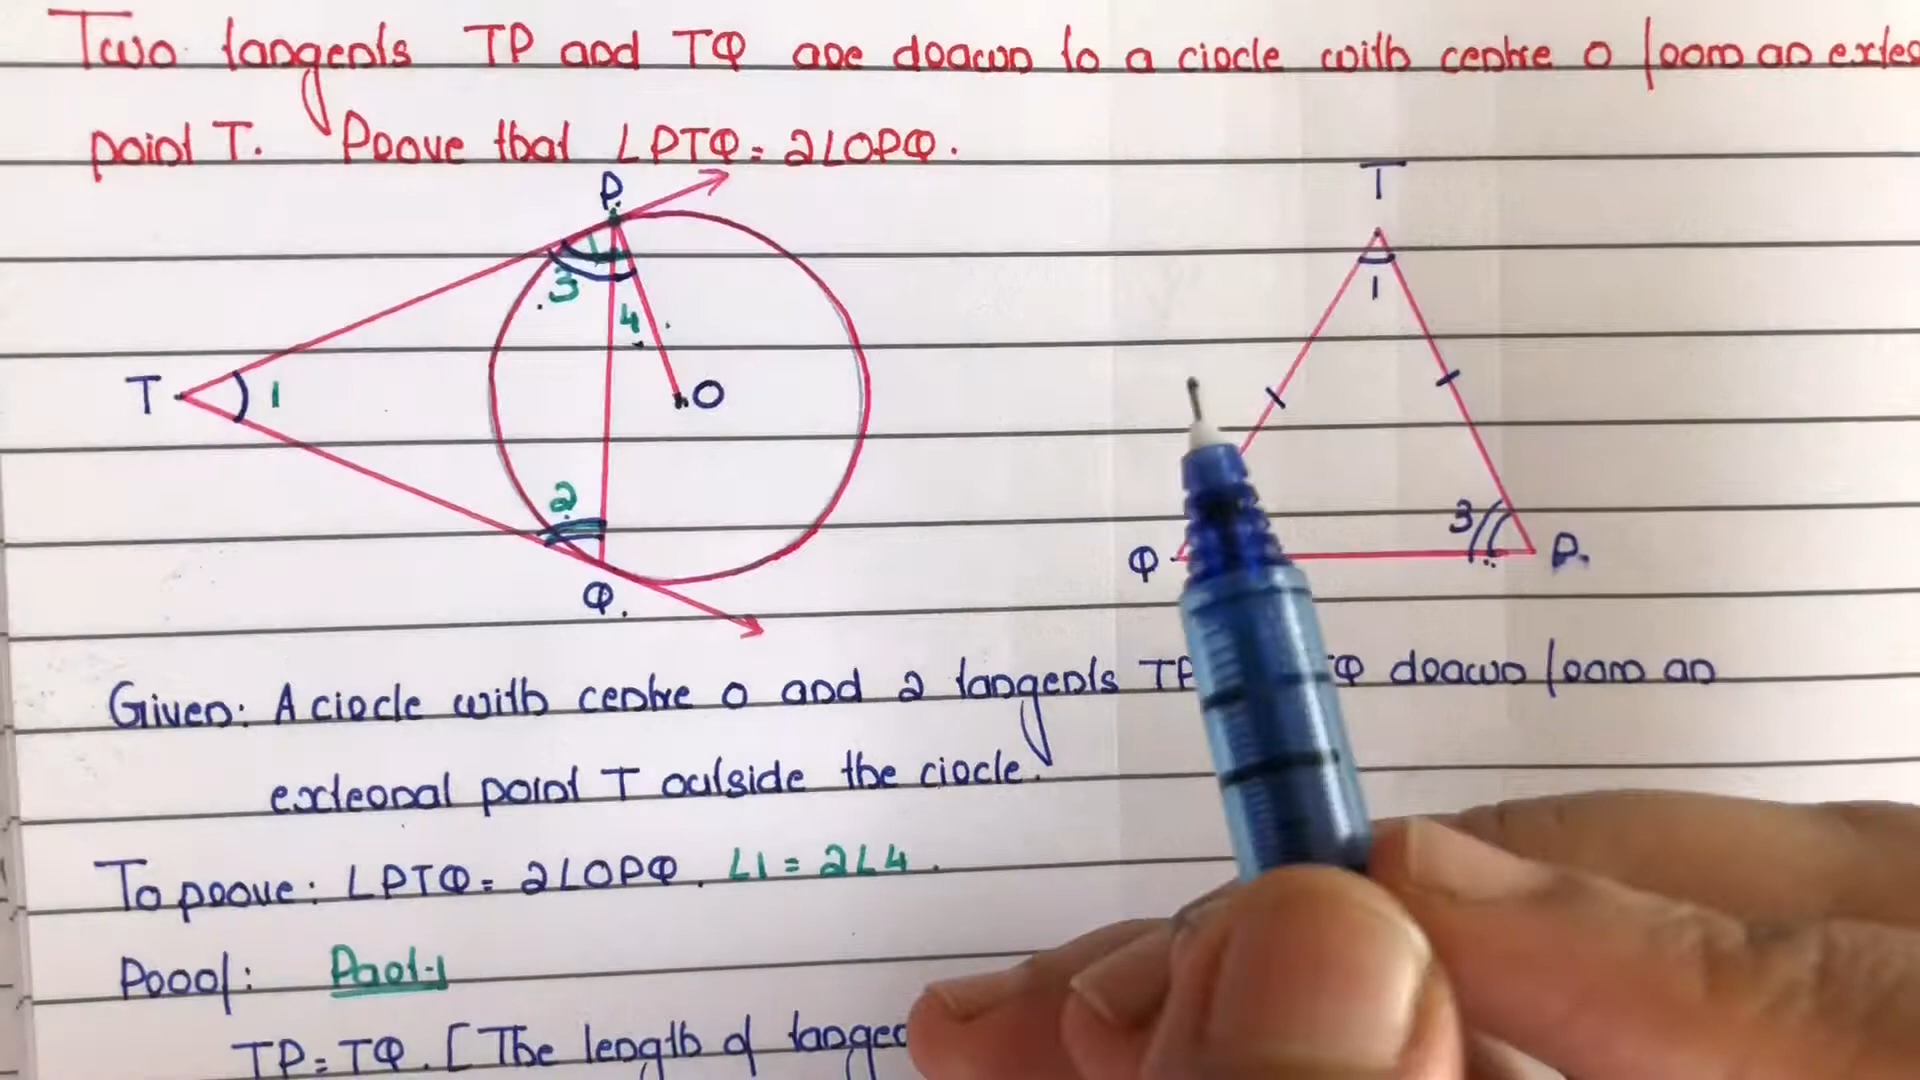 Two tangents TP and TQ are drawn to a circle with centre O from an exter
point T. Prove that ∠PTQ = 2∠OPQ.
P
T
3
4
T 1
O
1
2
3
Q P
Q
Given: A circle with centre O and 2 tangents TP TQ drawn from an
external point T outside the circle.
To prove: ∠PTQ = 2∠OPQ. ∠1 = 2∠4.
Proof: Part-1
TP = TQ. [The length of tangen